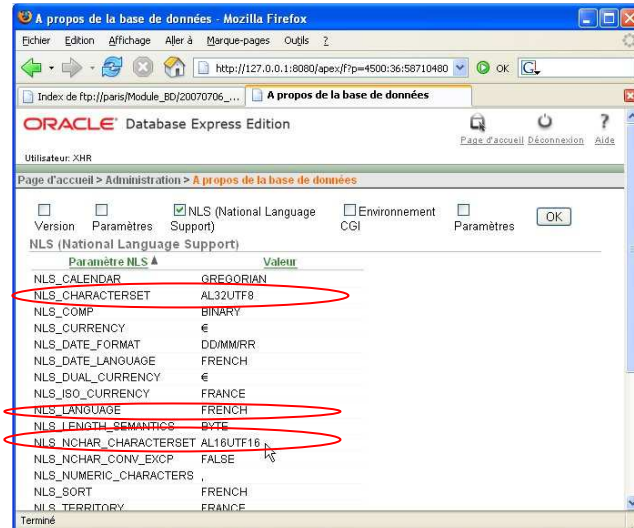 A propos de la base de données - Mozilla Firefox
Fichier Edition Affichage Aller à Marque-pages Outils ?
http://127.0.0.1:8080/apex/f?p=4500:36:58710480 OK G
Index de ftp://paris/Module_BD/20070706_... A propos de la base de données
ORACLE Database Express Edition
Page d'accueil Déconnexion Aide
Utilisateur: XHR
Page d'accueil > Administration > A propos de la base de données
Version Paramètres NLS (National Language Support) Environnement CGI Paramètres OK
NLS (National Language Support)
Paramètre NLS Valeur
NLS_CALENDAR GREGORIAN
NLS_CHARACTERSET AL32UTF8
NLS_COMP BINARY
NLS_CURRENCY €
NLS_DATE_FORMAT DD/MM/RR
NLS_DATE_LANGUAGE FRENCH
NLS_DUAL_CURRENCY €
NLS_ISO_CURRENCY FRANCE
NLS_LANGUAGE FRENCH
NLS_LENGTH_SEMANTICS BYTE
NLS_NCHAR_CHARACTERSET AL16UTF16
NLS_NCHAR_CONV_EXCP FALSE
NLS_NUMERIC_CHARACTERS ,
NLS_SORT FRENCH
NLS_TERRITORY FRANCE
Terminé